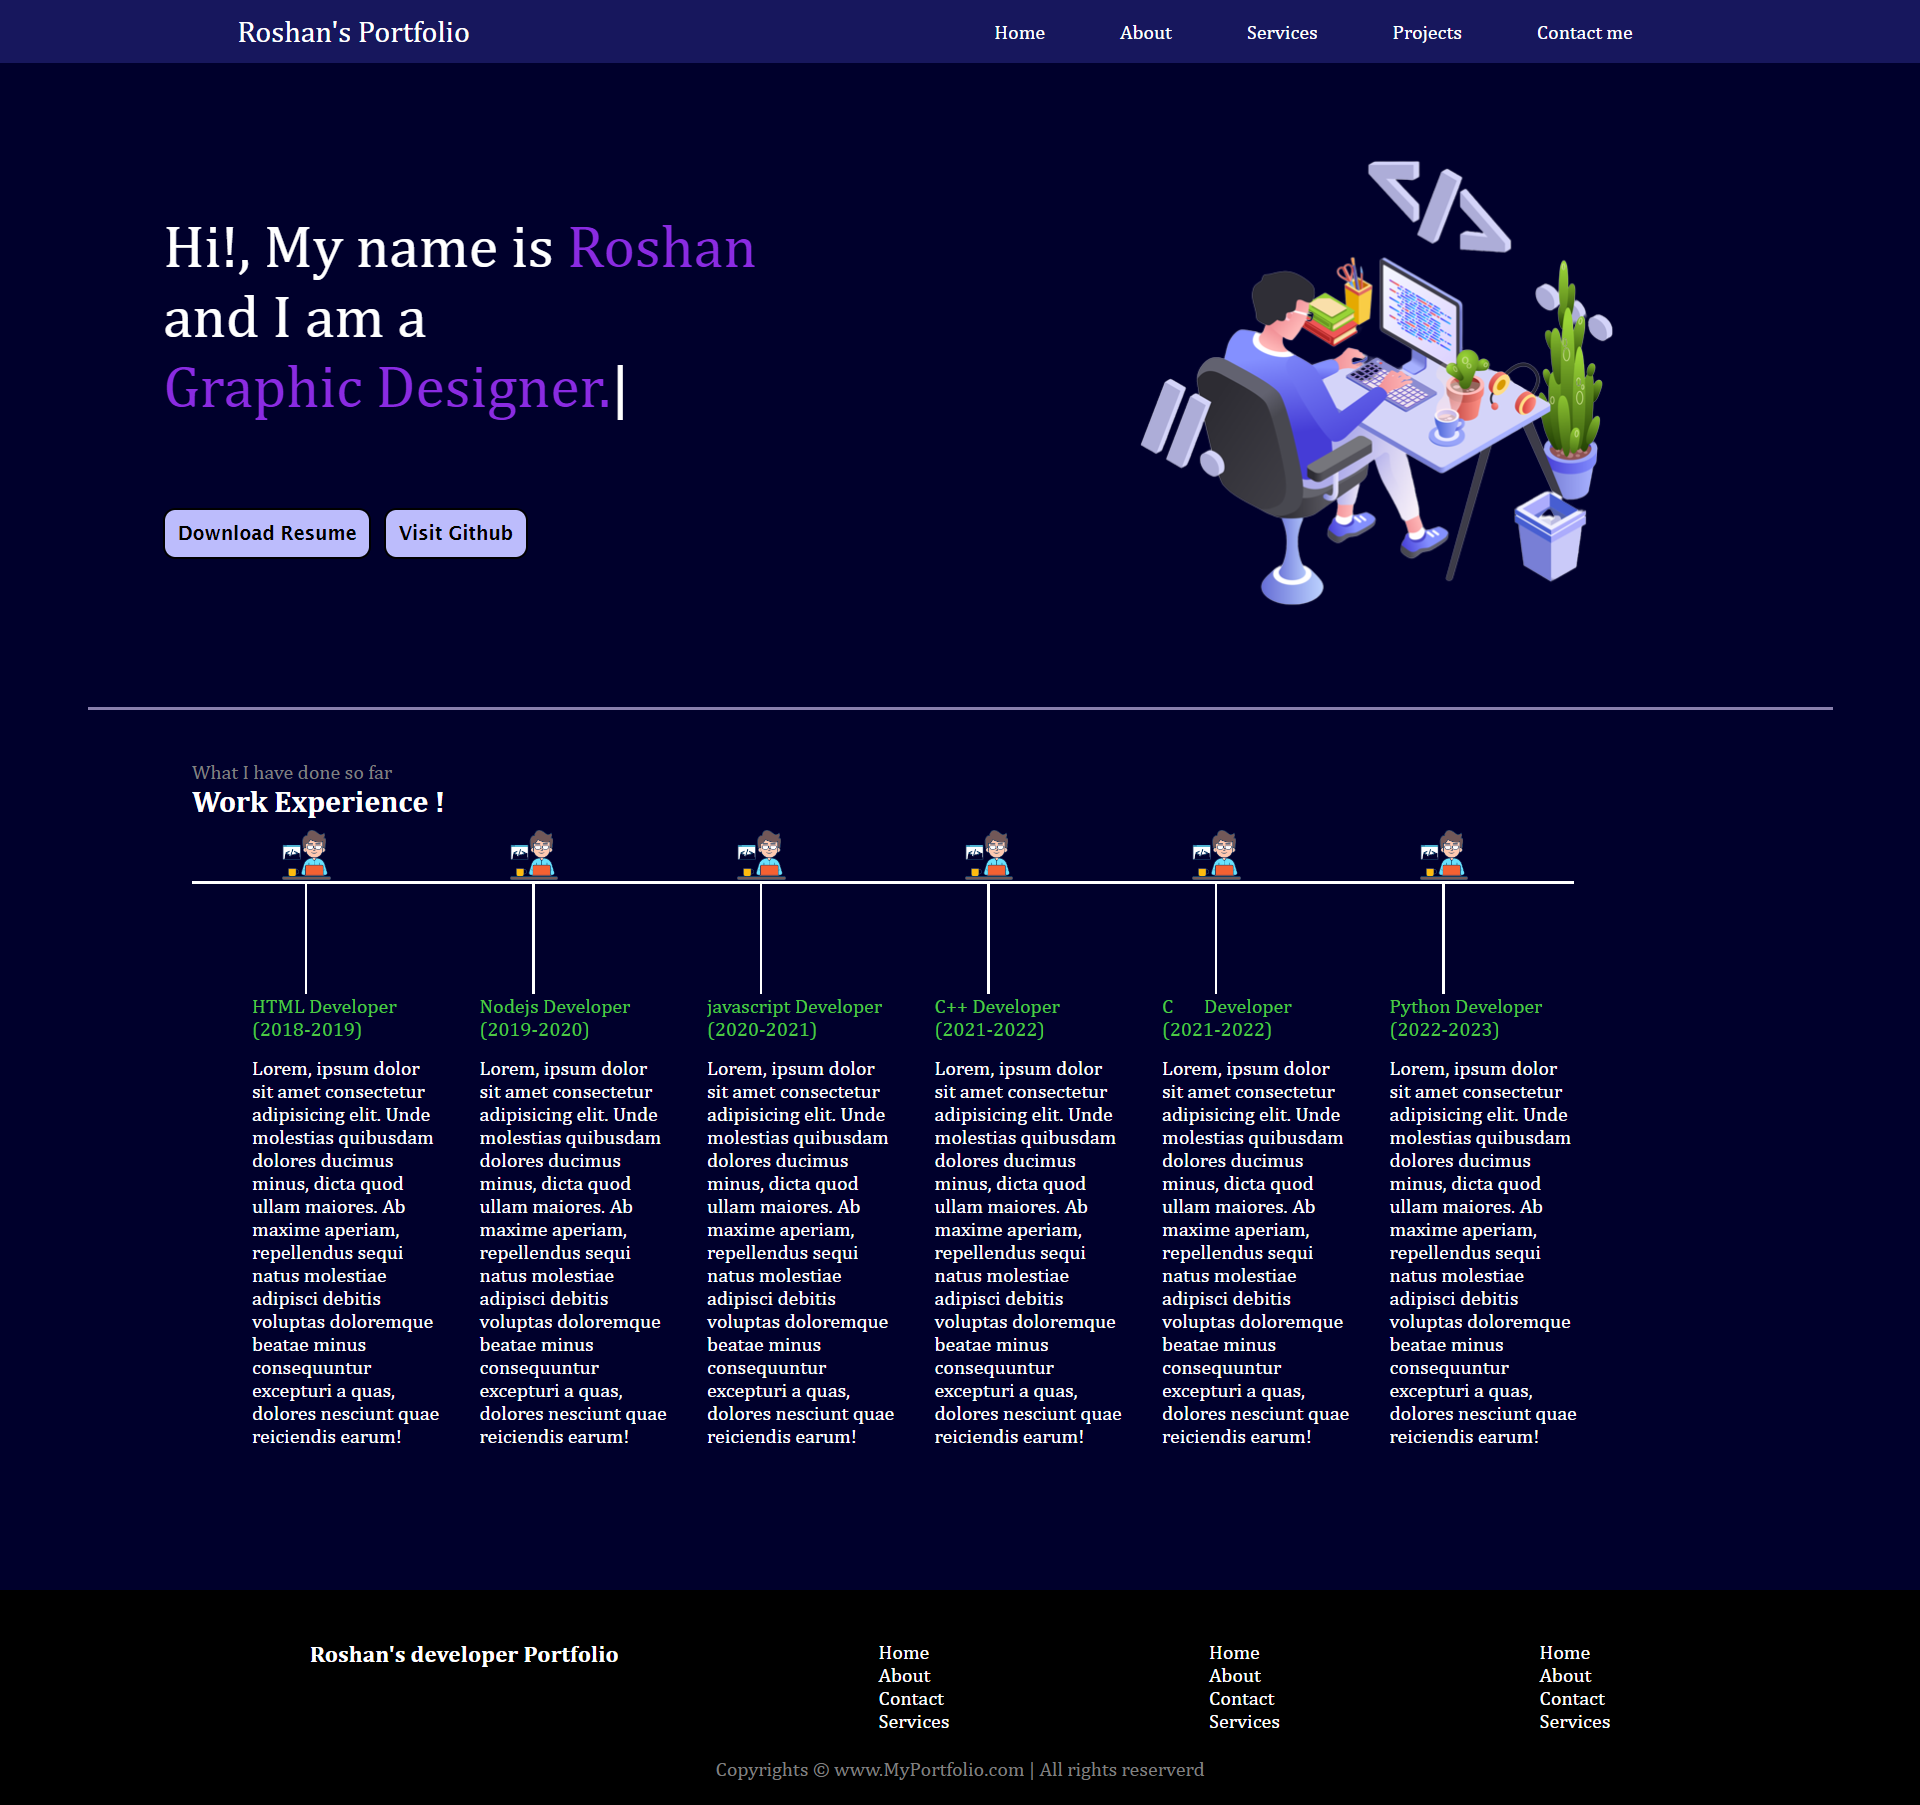 Roshan's Portfolio
Home
About
Services
Projects
Contact me
Hi!, My name is Roshan
and I am a
Graphic Designer.|
Download Resume
Visit Github
What I have done so far
Work Experience !
HTML Developer
(2018-2019)
Lorem, ipsum dolor
sit amet consectetur
adipisicing elit. Unde
molestias quibusdam
dolores ducimus
minus, dicta quod
ullam maiores. Ab
maxime aperiam,
repellendus sequi
natus molestiae
adipisci debitis
voluptas doloremque
beatae minus
consequuntur
excepturi a quas,
dolores nesciunt quae
reiciendis earum!
Nodejs Developer
(2019-2020)
Lorem, ipsum dolor
sit amet consectetur
adipisicing elit. Unde
molestias quibusdam
dolores ducimus
minus, dicta quod
ullam maiores. Ab
maxime aperiam,
repellendus sequi
natus molestiae
adipisci debitis
voluptas doloremque
beatae minus
consequuntur
excepturi a quas,
dolores nesciunt quae
reiciendis earum!
javascript Developer
(2020-2021)
Lorem, ipsum dolor
sit amet consectetur
adipisicing elit. Unde
molestias quibusdam
dolores ducimus
minus, dicta quod
ullam maiores. Ab
maxime aperiam,
repellendus sequi
natus molestiae
adipisci debitis
voluptas doloremque
beatae minus
consequuntur
excepturi a quas,
dolores nesciunt quae
reiciendis earum!
C++ Developer
(2021-2022)
Lorem, ipsum dolor
sit amet consectetur
adipisicing elit. Unde
molestias quibusdam
dolores ducimus
minus, dicta quod
ullam maiores. Ab
maxime aperiam,
repellendus sequi
natus molestiae
adipisci debitis
voluptas doloremque
beatae minus
consequuntur
excepturi a quas,
dolores nesciunt quae
reiciendis earum!
C Developer
(2021-2022)
Lorem, ipsum dolor
sit amet consectetur
adipisicing elit. Unde
molestias quibusdam
dolores ducimus
minus, dicta quod
ullam maiores. Ab
maxime aperiam,
repellendus sequi
natus molestiae
adipisci debitis
voluptas doloremque
beatae minus
consequuntur
excepturi a quas,
dolores nesciunt quae
reiciendis earum!
Python Developer
(2022-2023)
Lorem, ipsum dolor
sit amet consectetur
adipisicing elit. Unde
molestias quibusdam
dolores ducimus
minus, dicta quod
ullam maiores. Ab
maxime aperiam,
repellendus sequi
natus molestiae
adipisci debitis
voluptas doloremque
beatae minus
consequuntur
excepturi a quas,
dolores nesciunt quae
reiciendis earum!
Roshan's developer Portfolio
Home
About
Contact
Services
Home
About
Contact
Services
Home
About
Contact
Services
Copyrights © www.MyPortfolio.com | All rights reserverd